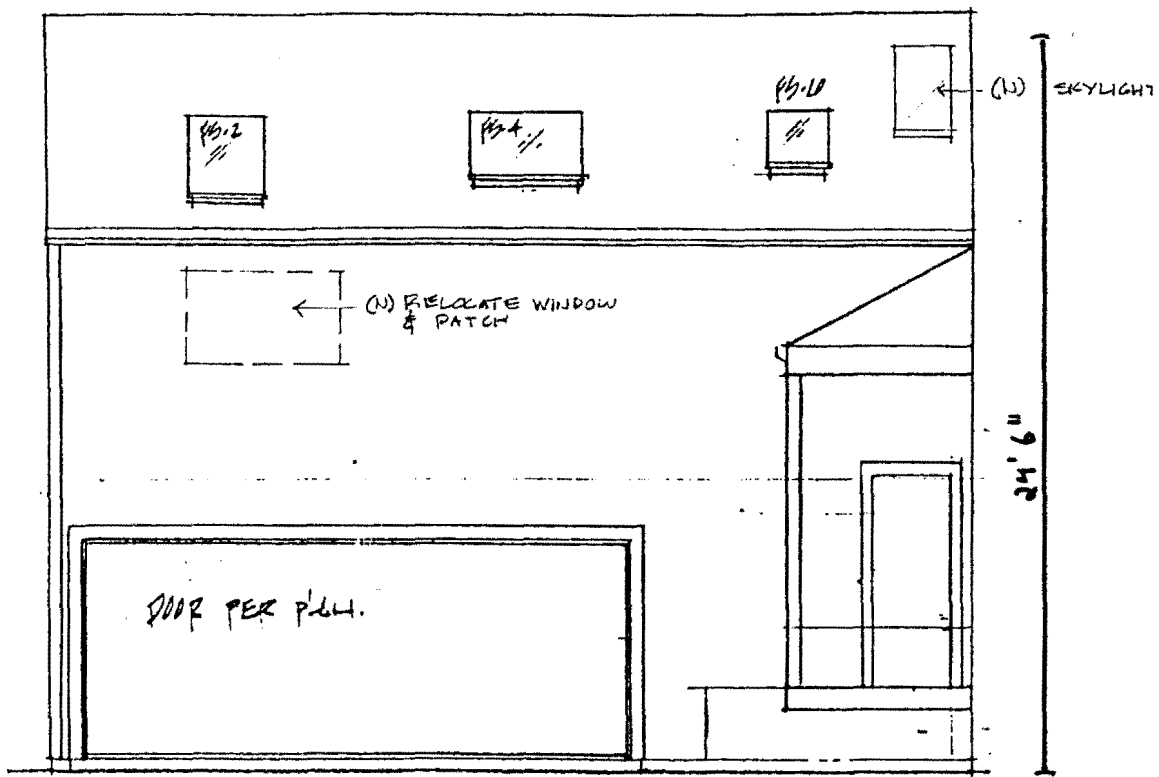 (N) SKYLIGHT
(N) RELOCATE WINDOW
& PATCH
24' 6"
DOOR PER